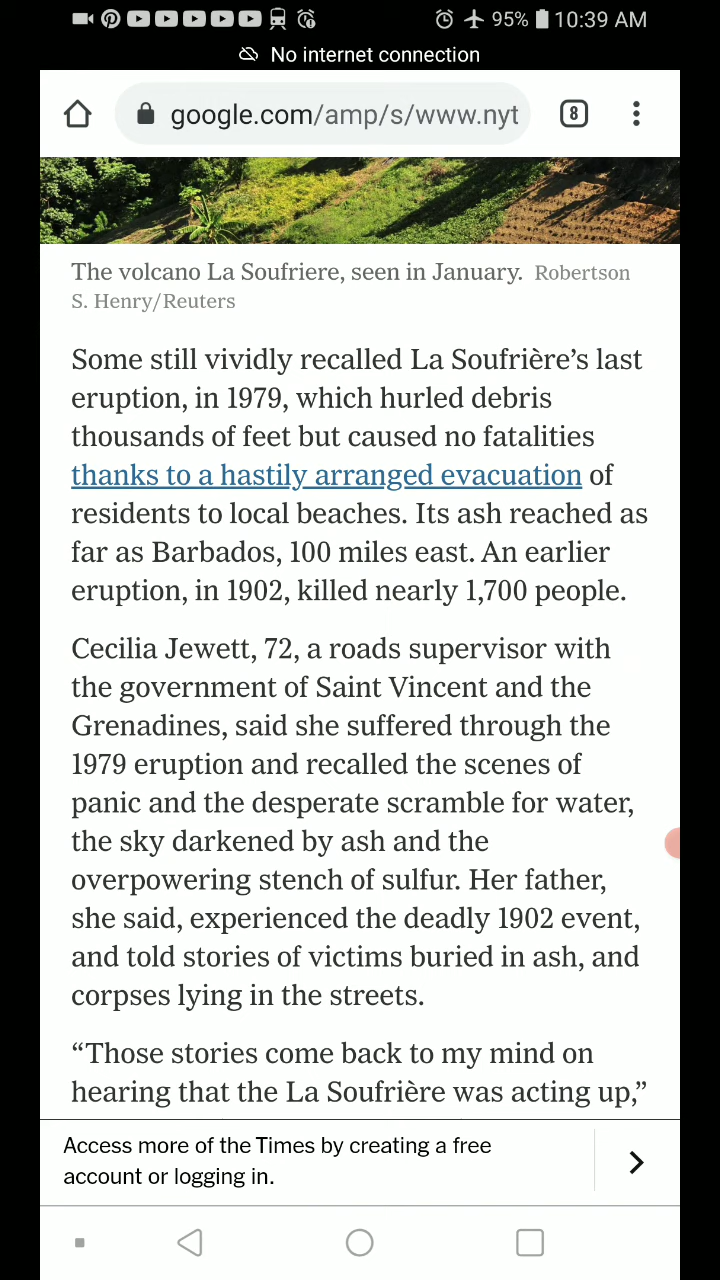 95% 10:39 AM
No internet connection
google.com/amp/s/www.nyt
8
The volcano La Soufriere, seen in January. Robertson
S. Henry/Reuters
Some still vividly recalled La Soufrière’s last
eruption, in 1979, which hurled debris
thousands of feet but caused no fatalities
thanks to a hastily arranged evacuation of
residents to local beaches. Its ash reached as
far as Barbados, 100 miles east. An earlier
eruption, in 1902, killed nearly 1,700 people.
Cecilia Jewett, 72, a roads supervisor with
the government of Saint Vincent and the
Grenadines, said she suffered through the
1979 eruption and recalled the scenes of
panic and the desperate scramble for water,
the sky darkened by ash and the
overpowering stench of sulfur. Her father,
she said, experienced the deadly 1902 event,
and told stories of victims buried in ash, and
corpses lying in the streets.
“Those stories come back to my mind on
hearing that the La Soufrière was acting up,”
Access more of the Times by creating a free
account or logging in.